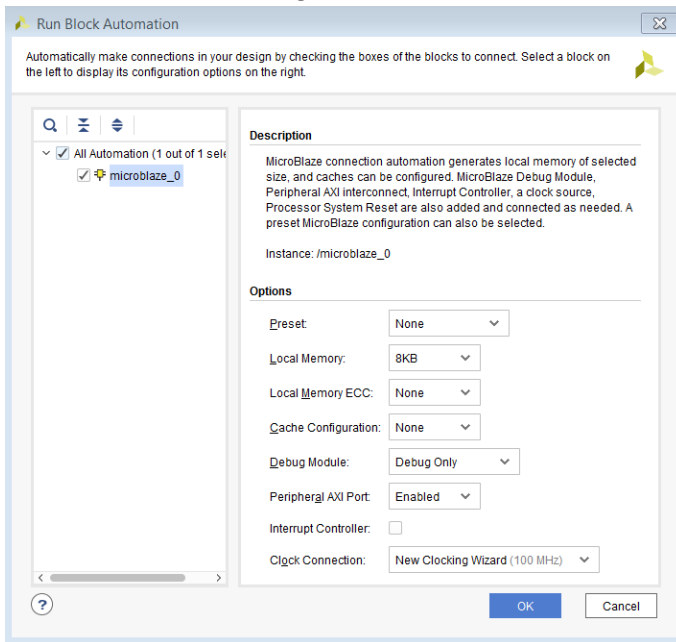 Run Block Automation
Automatically make connections in your design by checking the boxes of the blocks to connect. Select a block on
the left to display its configuration options on the right.
All Automation (1 out of 1 sele
microblaze_0
Description
MicroBlaze connection automation generates local memory of selected
size, and caches can be configured. MicroBlaze Debug Module,
Peripheral AXI interconnect, Interrupt Controller, a clock source,
Processor System Reset are also added and connected as needed. A
preset MicroBlaze configuration can also be selected.
Instance: /microblaze_0
Options
Preset: None
Local Memory: 8KB
Local Memory ECC: None
Cache Configuration: None
Debug Module: Debug Only
Peripheral AXI Port: Enabled
Interrupt Controller:
Clock Connection: New Clocking Wizard (100 MHz)
?
OK Cancel